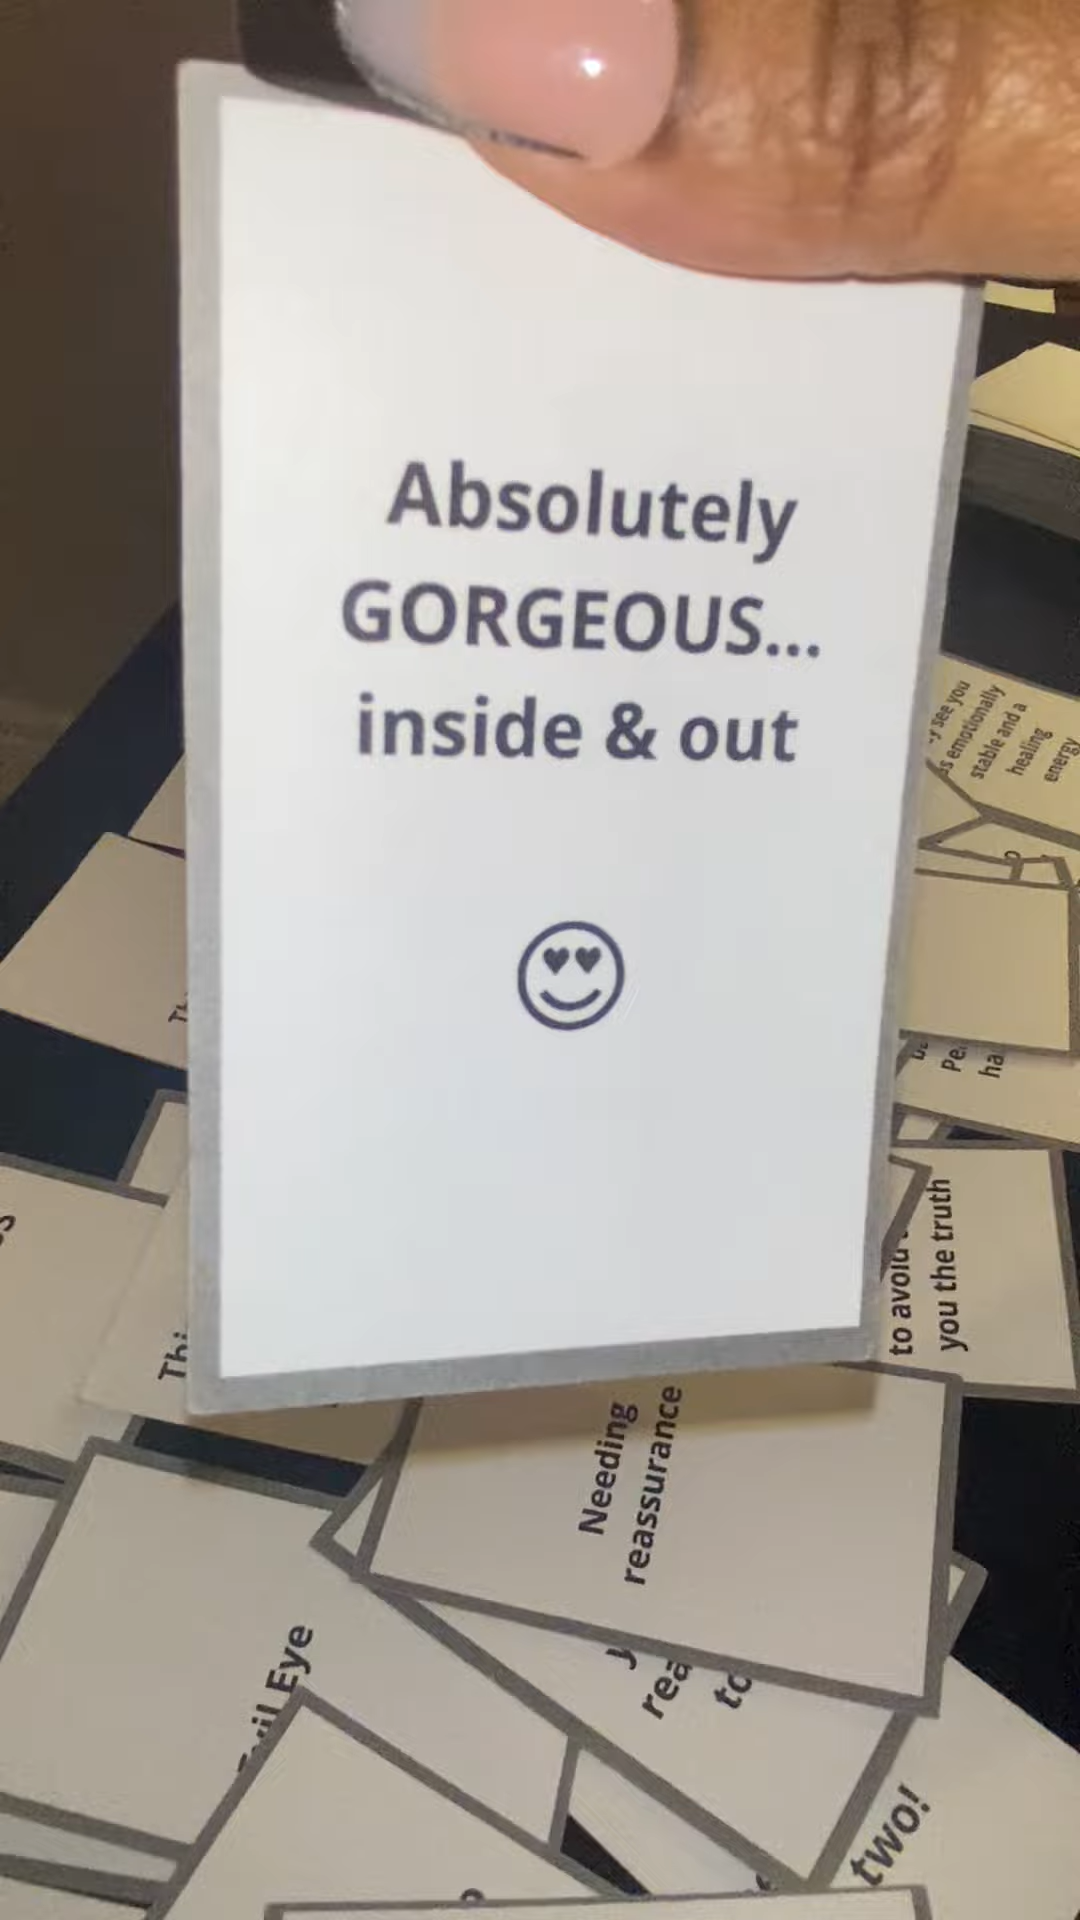 Absolutely
GORGEOUS...
inside & out
see you
emotionally
stable and a
healing
energy
to avoid
you the truth
Needing
reassurance
Eye
two!